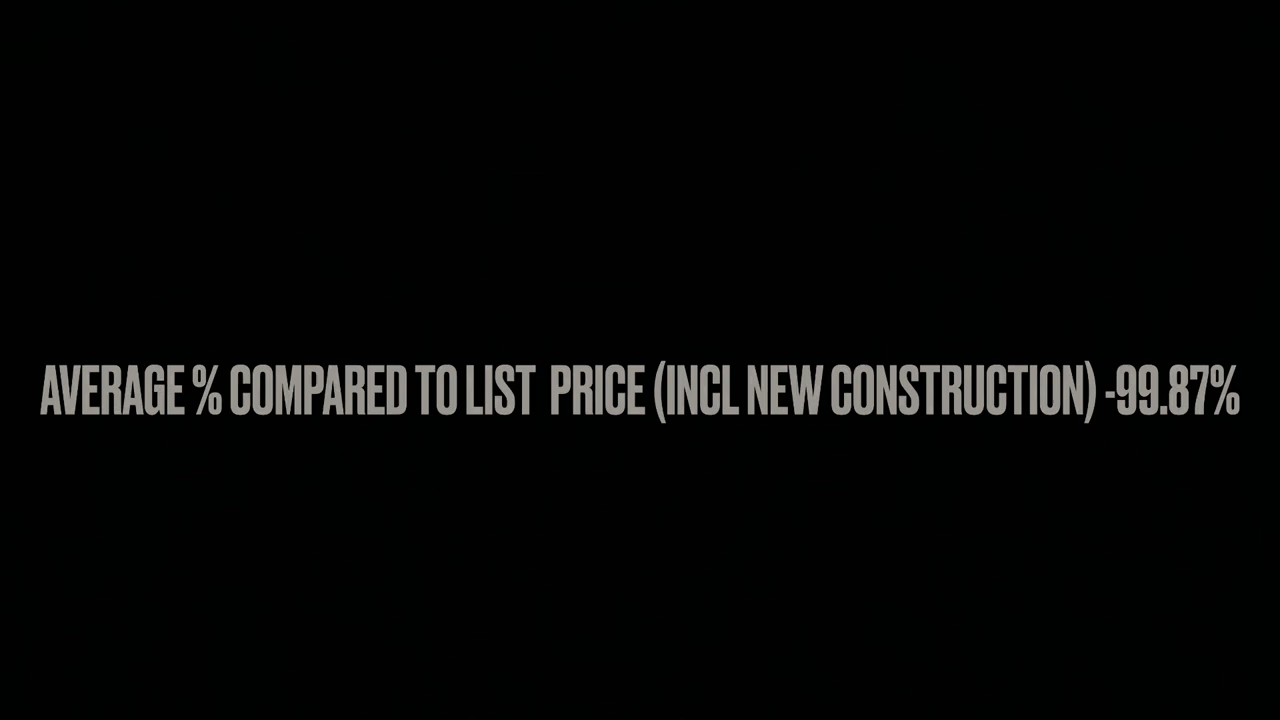 AVERAGE % COMPARED TO LIST  PRICE (INCL NEW CONSTRUCTION) -99.87%